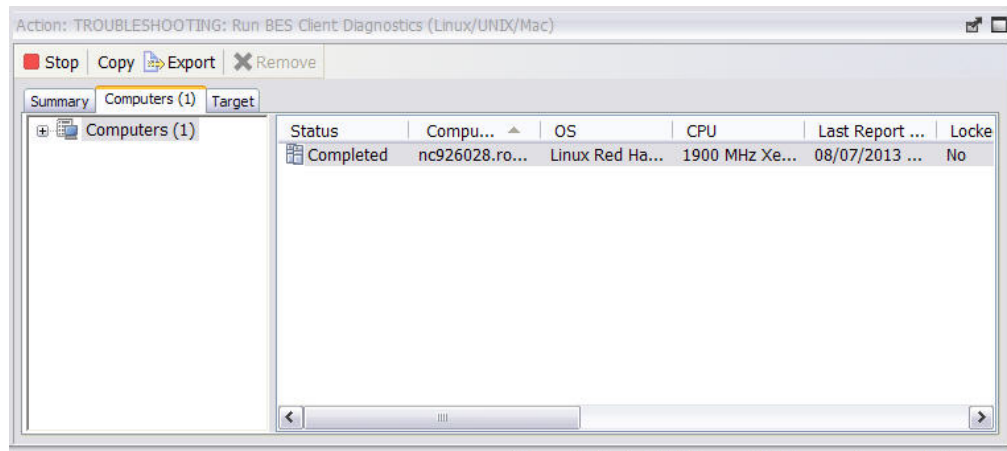 Action: TROUBLESHOOTING: Run BES Client Diagnostics (Linux/UNIX/Mac)
Stop Copy Export Remove
Summary Computers (1) Target
Computers (1)
Status Compu... OS CPU Last Report ... Locke
Completed nc926028.ro... Linux Red Ha... 1900 MHz Xe... 08/07/2013 ... No